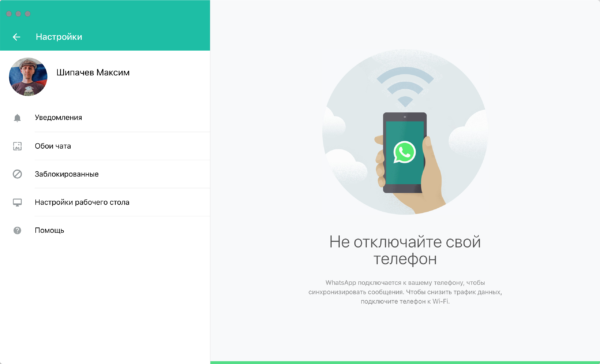 Настройки
Шипачев Максим
Уведомления
Обои чата
Заблокированные
Настройки рабочего стола
Помощь
Не отключайте свой
телефон
WhatsApp подключается к вашему телефону, чтобы
синхронизировать сообщение. Чтобы снизить трафик данных,
подключите телефон к Wi-Fi.